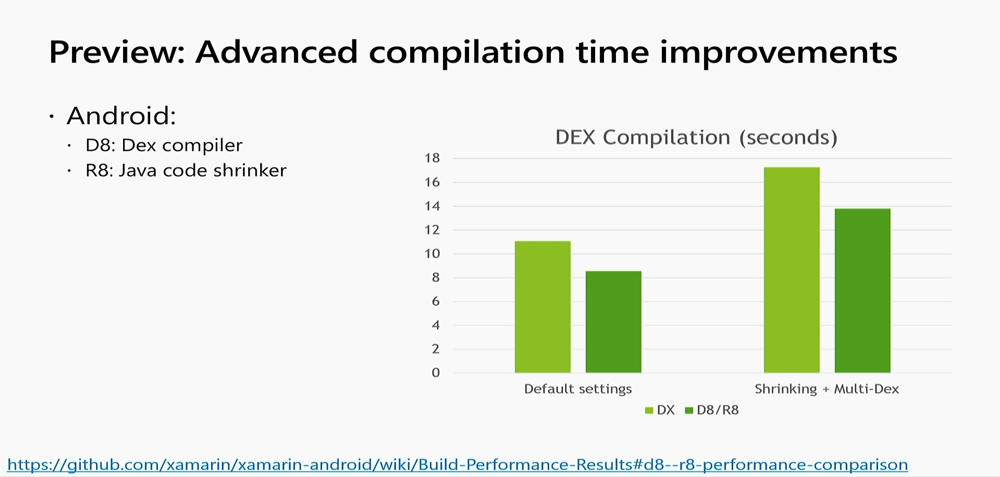 Preview: Advanced compilation time improvements
· Android:
· D8: Dex compiler
· R8: Java code shrinker
DEX Compilation (seconds)
18
16
14
12
10
8
6
4
2
0
Default settings
Shrinking + Multi-Dex
DX
D8/R8
https://github.com/xamarin/xamarin-android/wiki/Build-Performance-Results#d8--r8-performance-comparison